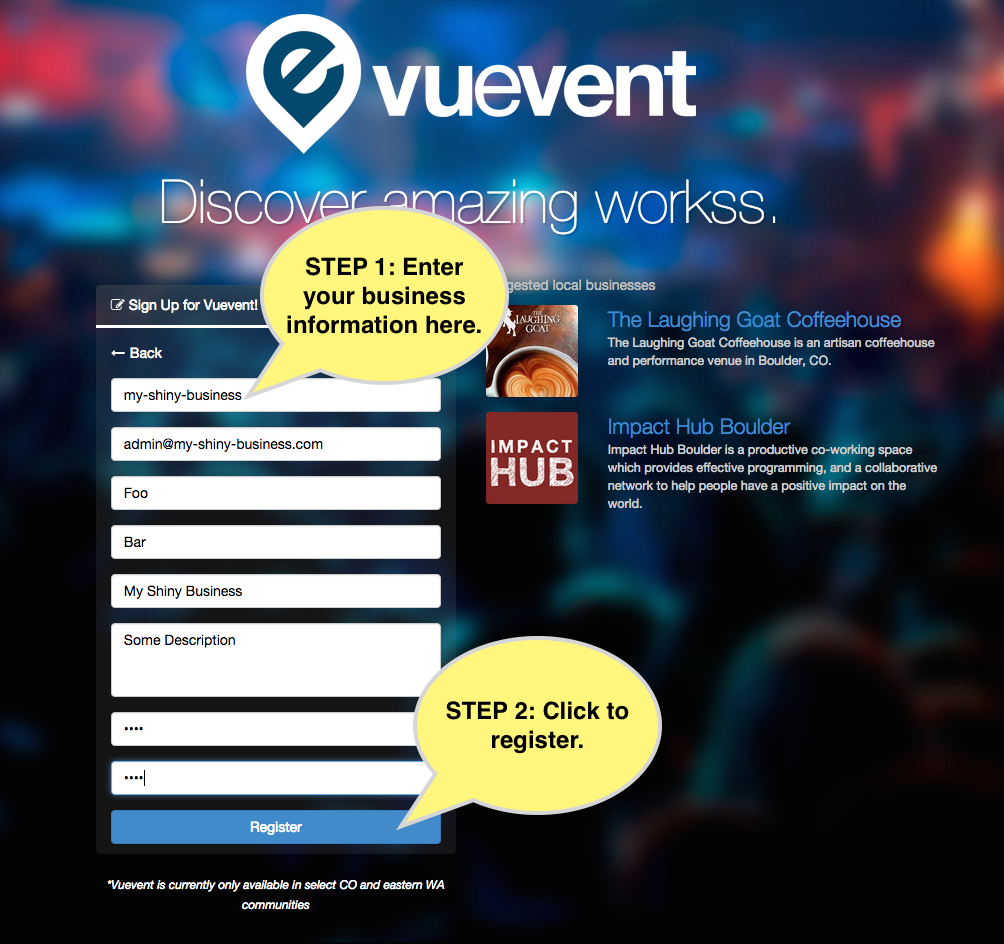 vuevent
Discover amazing workss.
STEP 1: Enter
your business
information here.
Sign Up for Vuevent!
Back
my-shiny-business
admin@my-shiny-business.com
Foo
Bar
My Shiny Business
Some Description
••••
••••
Register
STEP 2: Click to
register.
*Vuevent is currently only available in select CO and eastern WA
communities
local businesses
THE
LAUGHING
GOAT
The Laughing Goat Coffeehouse
The Laughing Goat Coffeehouse is an artisan coffeehouse
and performance venue in Boulder, CO.
IMPACT
HUB
Impact Hub Boulder
Impact Hub Boulder is a productive co-working space
which provides effective programming, and a collaborative
network to help people have a positive impact on the
world.